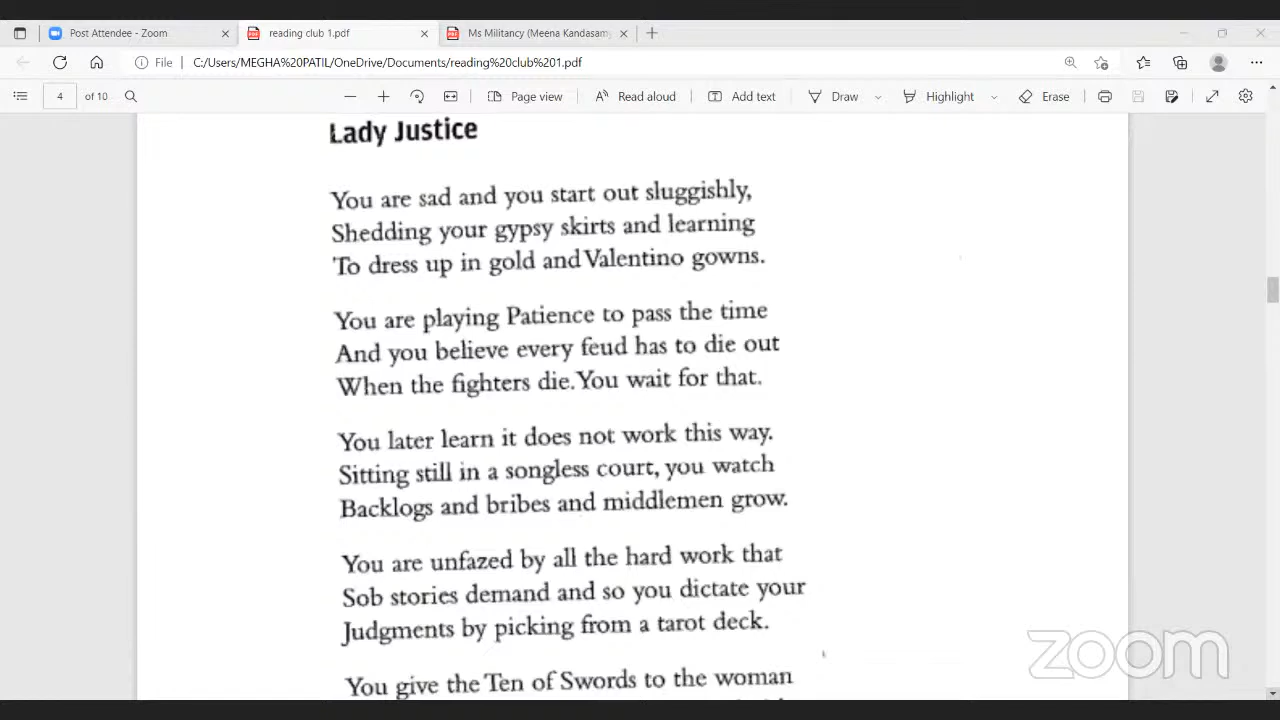 Post Attendee - Zoom
reading club 1.pdf
Ms Militancy (Meena Kandasam
File
C:/Users/MEGHA%20PATIL/OneDrive/Documents/reading%20club%201.pdf
4 of 10
Page view
Read aloud
Add text
Draw
Highlight
Erase
Lady Justice
You are sad and you start out sluggishly,
Shedding your gypsy skirts and learning
To dress up in gold and Valentino gowns.
You are playing Patience to pass the time
And you believe every feud has to die out
When the fighters die. You wait for that.
You later learn it does not work this way.
Sitting still in a songless court, you watch
Backlogs and bribes and middlemen grow.
You are unfazed by all the hard work that
Sob stories demand and so you dictate your
Judgments by picking from a tarot deck.
You give the Ten of Swords to the woman
zoom